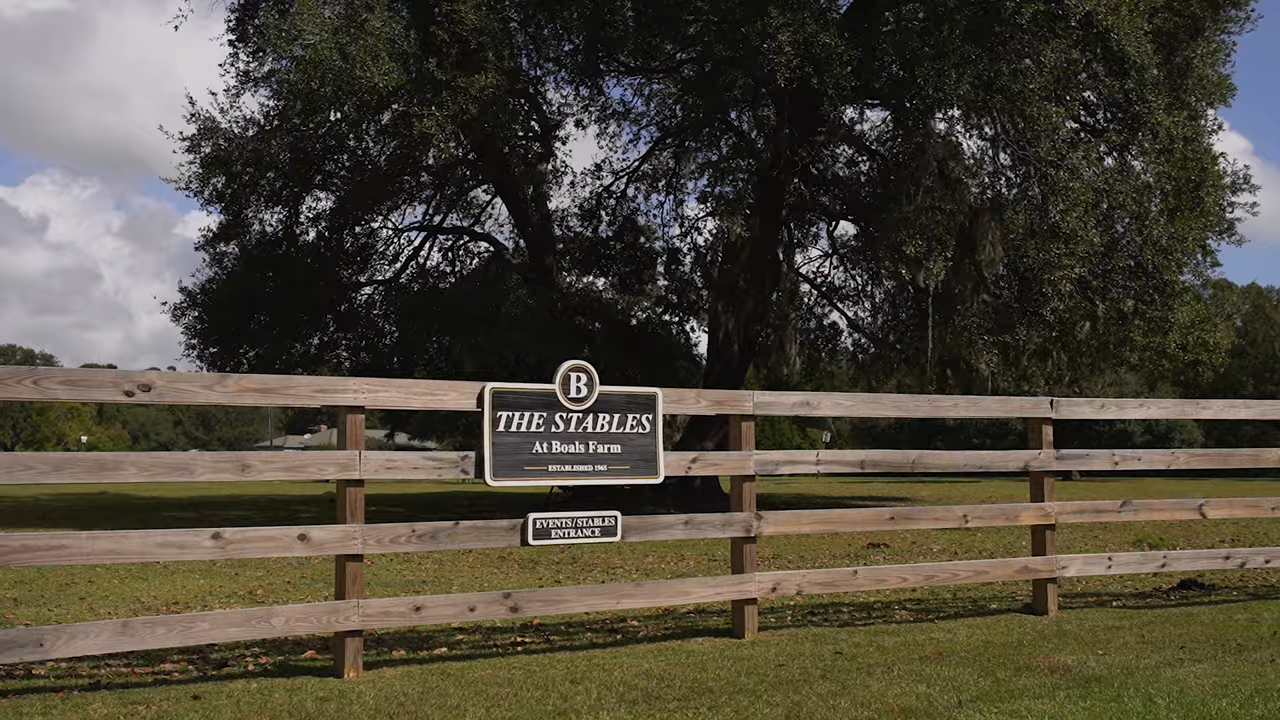 B
THE STABLES
At Boals Farm
ESTABLISHED 1965
EVENTS/STABLES
ENTRANCE